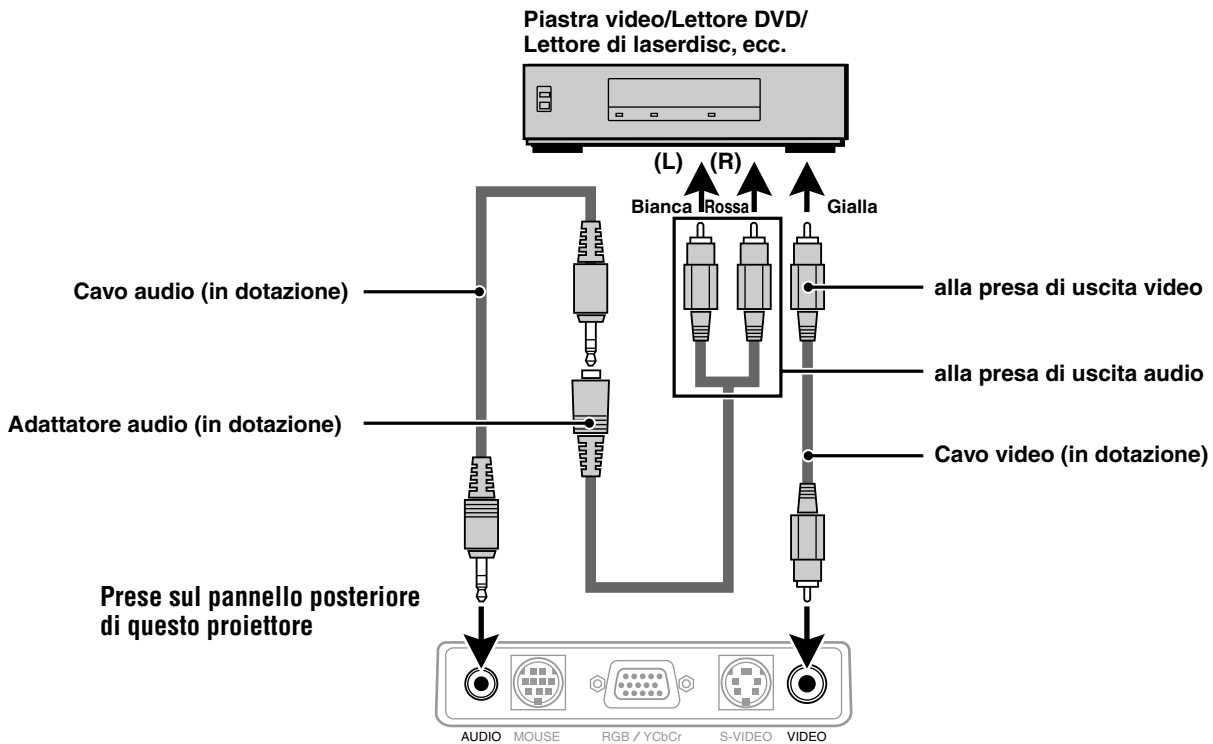 Piastra video/Lettore DVD/
Lettore di laserdisc, ecc.
(L) (R)
Bianca Rossa Gialla
Cavo audio (in dotazione)
alla presa di uscita video
alla presa di uscita audio
Adattatore audio (in dotazione)
Cavo video (in dotazione)
Prese sul pannello posteriore
di questo proiettore
AUDIO MOUSE RGB / YCbCr S-VIDEO VIDEO